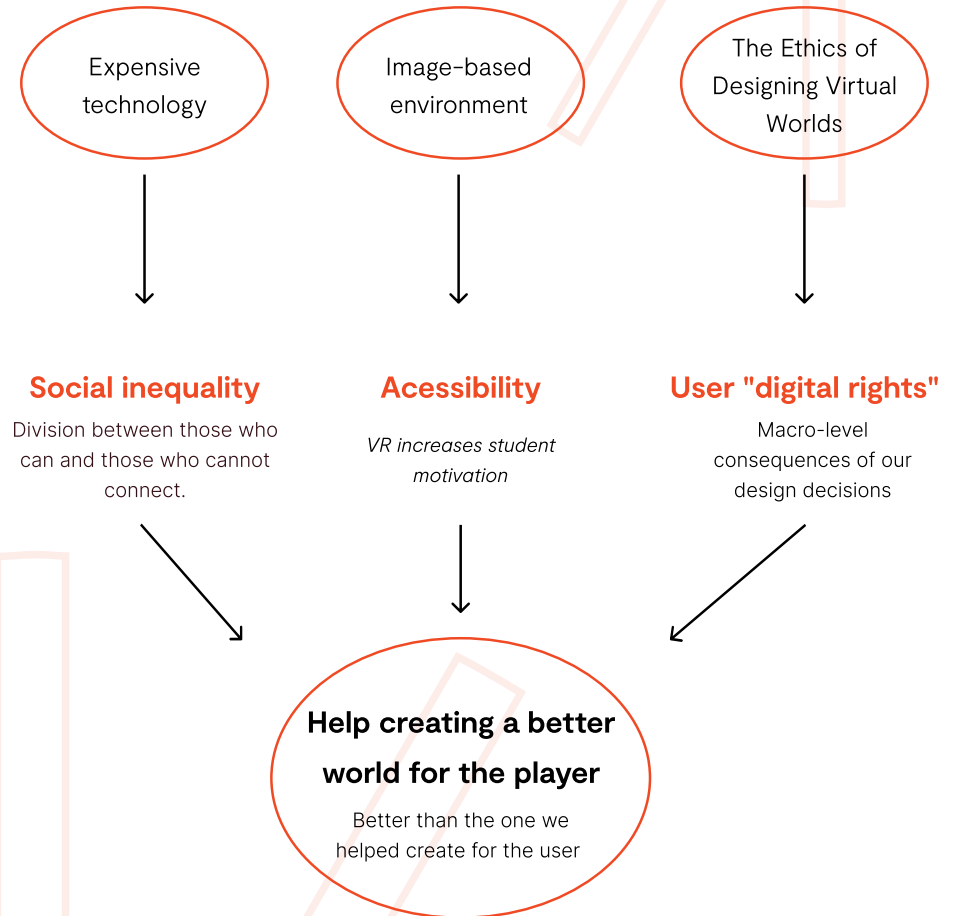 Expensive
technology
Image-based
environment
The Ethics of
Designing Virtual
Worlds
Social inequality
Division between those who
can and those who cannot
connect.
Acessibility
VR increases student
motivation
User "digital rights"
Macro-level
consequences of our
design decisions
Help creating a better
world for the player
Better than the one we
helped create for the user